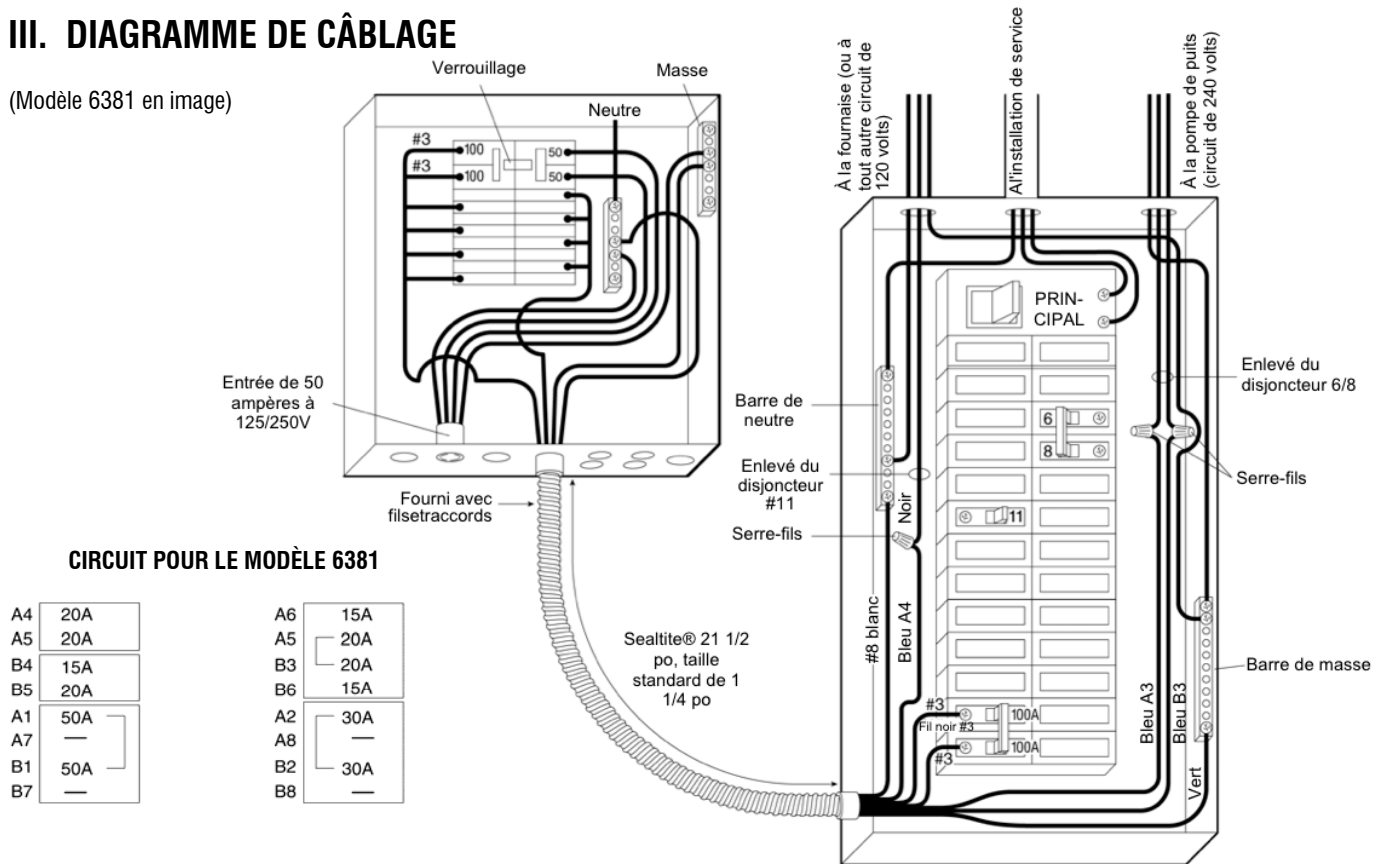 III. DIAGRAMME DE CÂBLAGE
(Modèle 6381 en image)
Verrouillage
Masse
Neutre
#3
100
50
#3
100
50
Entrée de 50
ampères à
125/250V
Fourni avec
filsetraccords
Sealtite® 21 1/2
po, taille
standard de 1
1/4 po
À la fournaise (ou à
tout autre circuit de
120 volts)
Al'installation de service
À la pompe de puits
(circuit de 240 volts)
PRIN-
CIPAL
Barre de
neutre
Enlevé du
disjoncteur
#11
Serre-fils
Noir
#8 blanc
Bleu A4
6
8
11
Enlevé du
disjoncteur 6/8
Serre-fils
Barre de masse
Bleu A3
Bleu B3
Vert
#3
100A
Fil noir #3
#3
100A
CIRCUIT POUR LE MODÈLE 6381
A4 20A
A5 20A
B4 15A
B5 20A
A1 50A
A7 —
B1 50A
B7 —
A6 15A
A5 20A
B3 20A
B6 15A
A2 30A
A8 —
B2 30A
B8 —